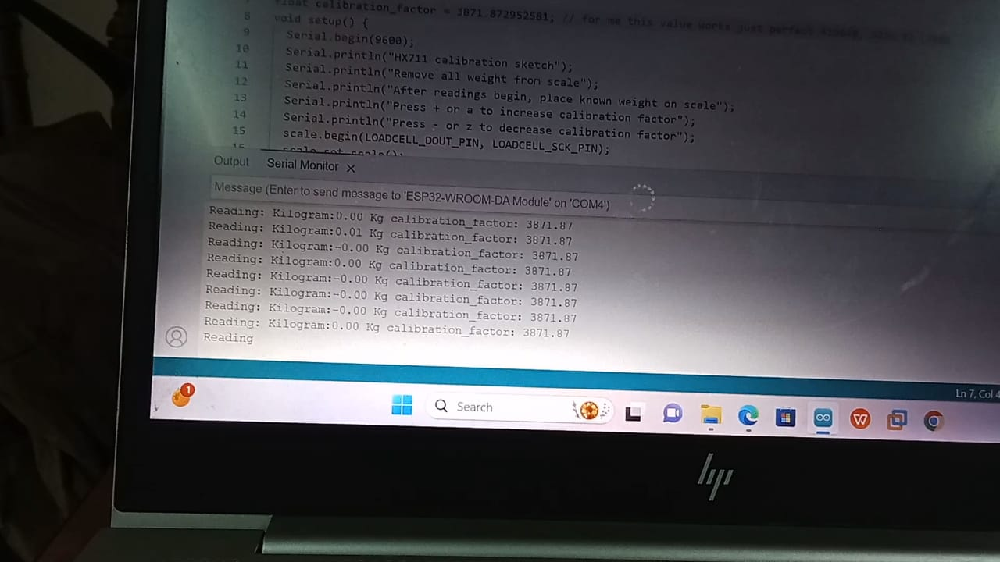 7 float calibration_factor = 3871.872952581; // for me this value works just perfect
8 void setup() {
9 Serial.begin(9600);
10 Serial.println("HX711 calibration sketch");
11 Serial.println("Remove all weight from scale");
12 Serial.println("After readings begin, place known weight on scale");
13 Serial.println("Press + or a to increase calibration factor");
14 Serial.println("Press - or z to decrease calibration factor");
15 scale.begin(LOADCELL_DOUT_PIN, LOADCELL_SCK_PIN);
16 scale.set_scale();
Output Serial Monitor ×
Message (Enter to send message to 'ESP32-WROOM-DA Module' on 'COM4')
Reading: Kilogram:0.00 Kg calibration_factor: 3871.87
Reading: Kilogram:0.01 Kg calibration_factor: 3871.87
Reading: Kilogram:-0.00 Kg calibration_factor: 3871.87
Reading: Kilogram:0.00 Kg calibration_factor: 3871.87
Reading: Kilogram:-0.00 Kg calibration_factor: 3871.87
Reading: Kilogram:-0.00 Kg calibration_factor: 3871.87
Reading: Kilogram:-0.00 Kg calibration_factor: 3871.87
Reading: Kilogram:0.00 Kg calibration_factor: 3871.87
Reading
Ln 7, Col 4
1
Search
W
hp